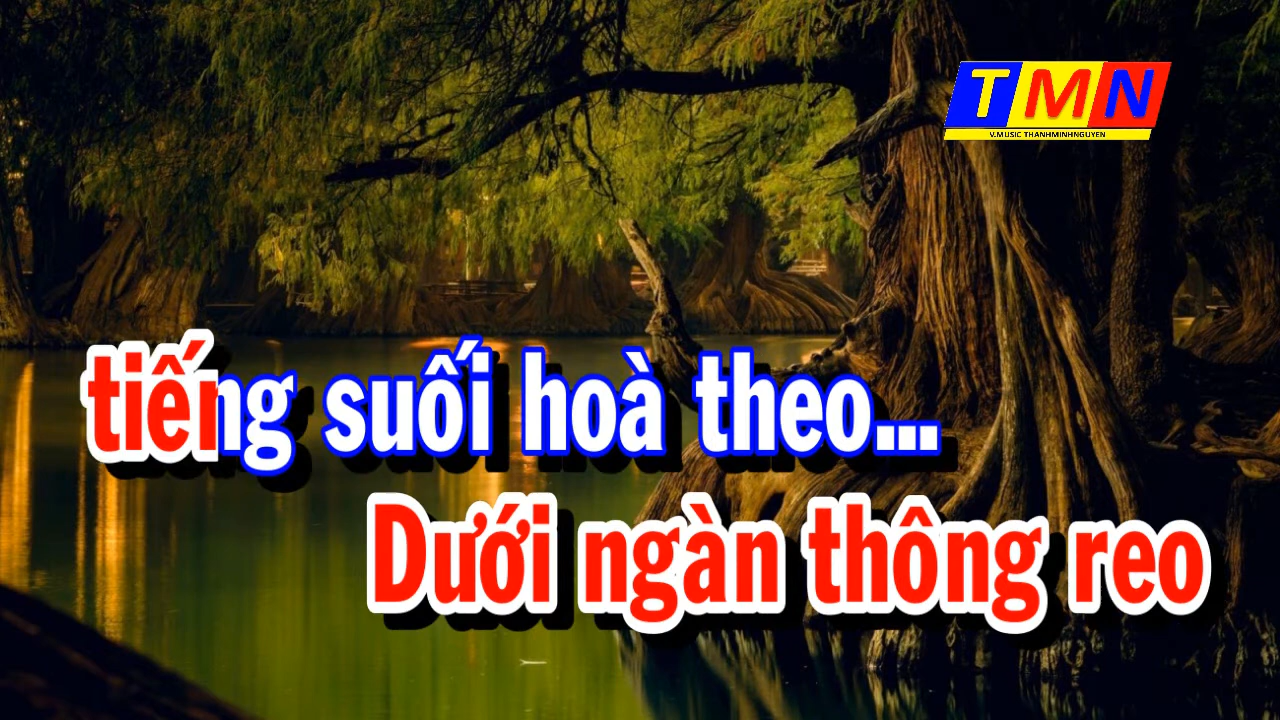 TMN
V.MUSIC THANHMINHNGUYEN
tiếng suối hoà theo...
Dưới ngàn thông reo